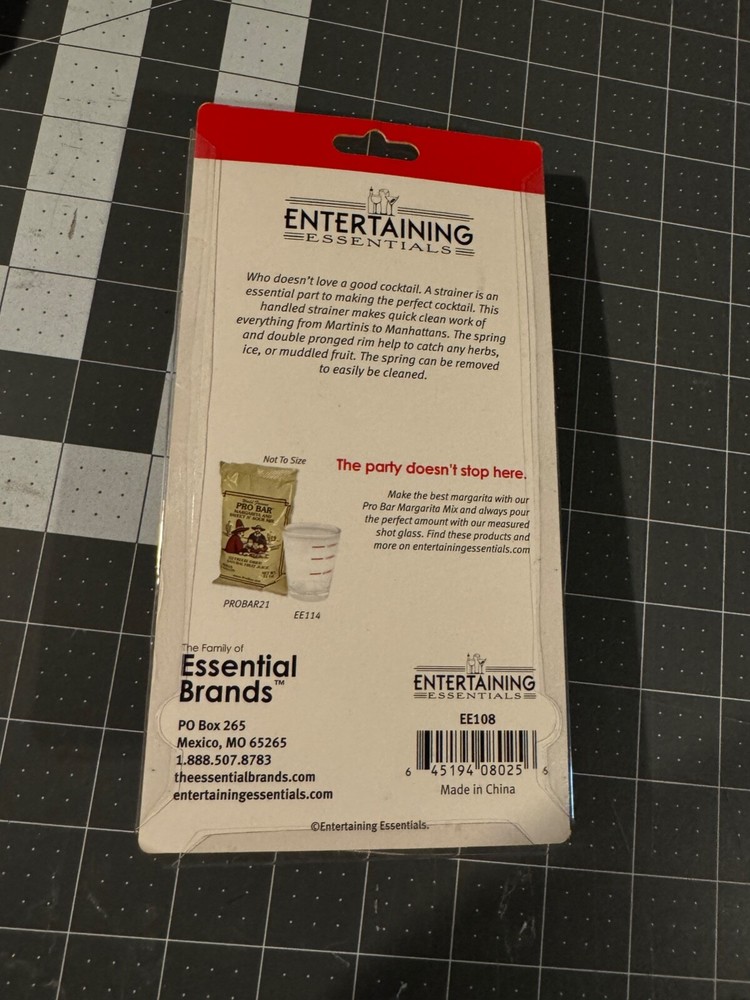 ENTERTAINING
ESSENTIALS
Who doesn't love a good cocktail. A strainer is an
essential part to making the perfect cocktail. This
handled strainer makes quick clean work of
everything from Martinis to Manhattans. The spring
and double pronged rim help to catch any herbs,
ice, or muddled fruit. The spring can be removed
to easily be cleaned.
Not To Size
PRO BAR
MARGARITA AND
SWEET N' SOUR MIX
PROBAR21
EE114
The party doesn't stop here.
Make the best margarita with our
Pro Bar Margarita Mix and always pour
the perfect amount with our measured
shot glass. Find these products and
more on entertainingessentials.com
The Family of
Essential
Brands™
PO Box 265
Mexico, MO 65265
1.888.507.8783
theessentialbrands.com
entertainingessentials.com
ENTERTAINING
ESSENTIALS
EE108
6 45194 08025 6
Made in China
©Entertaining Essentials.